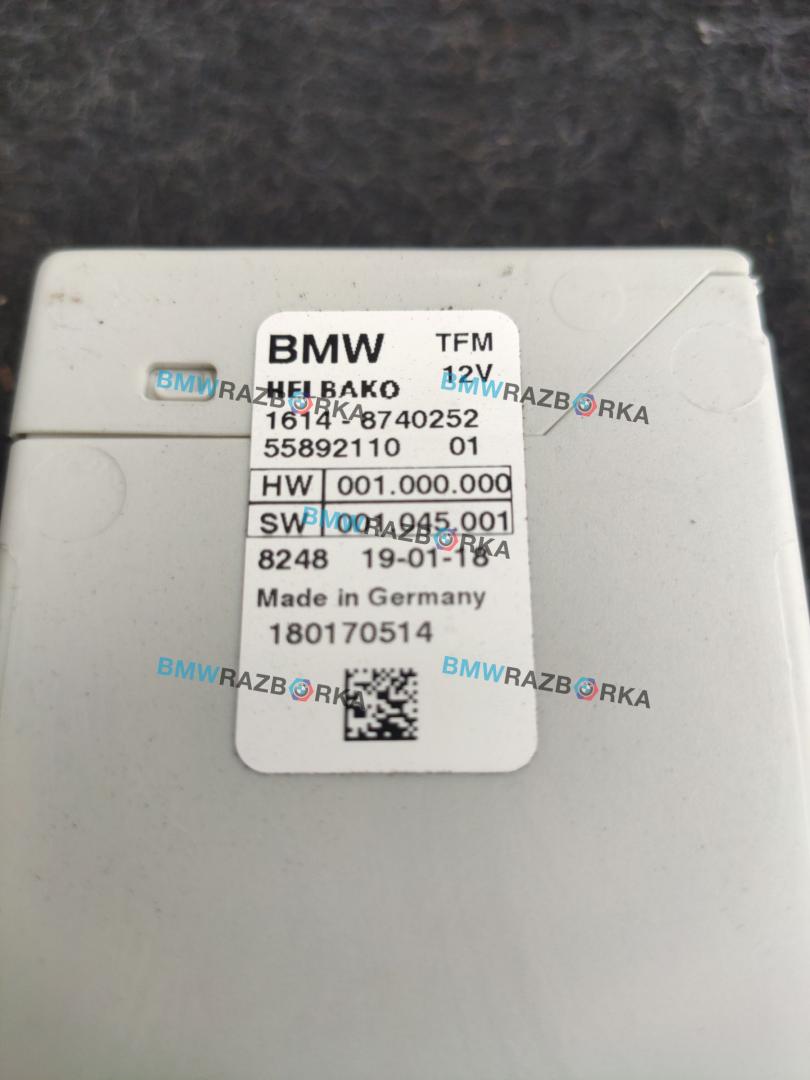 BMW TFM
12V
HELBAKO
1614 - 8740252
55892110 01
HW 001.000.000
SW 001.045.001
8248 19-01-18
Made in Germany
180170514
BMWRAZBORKA
BMWRAZBORKA
BMWRAZBORKA
BMWRAZBORKA
BMWRAZBORKA